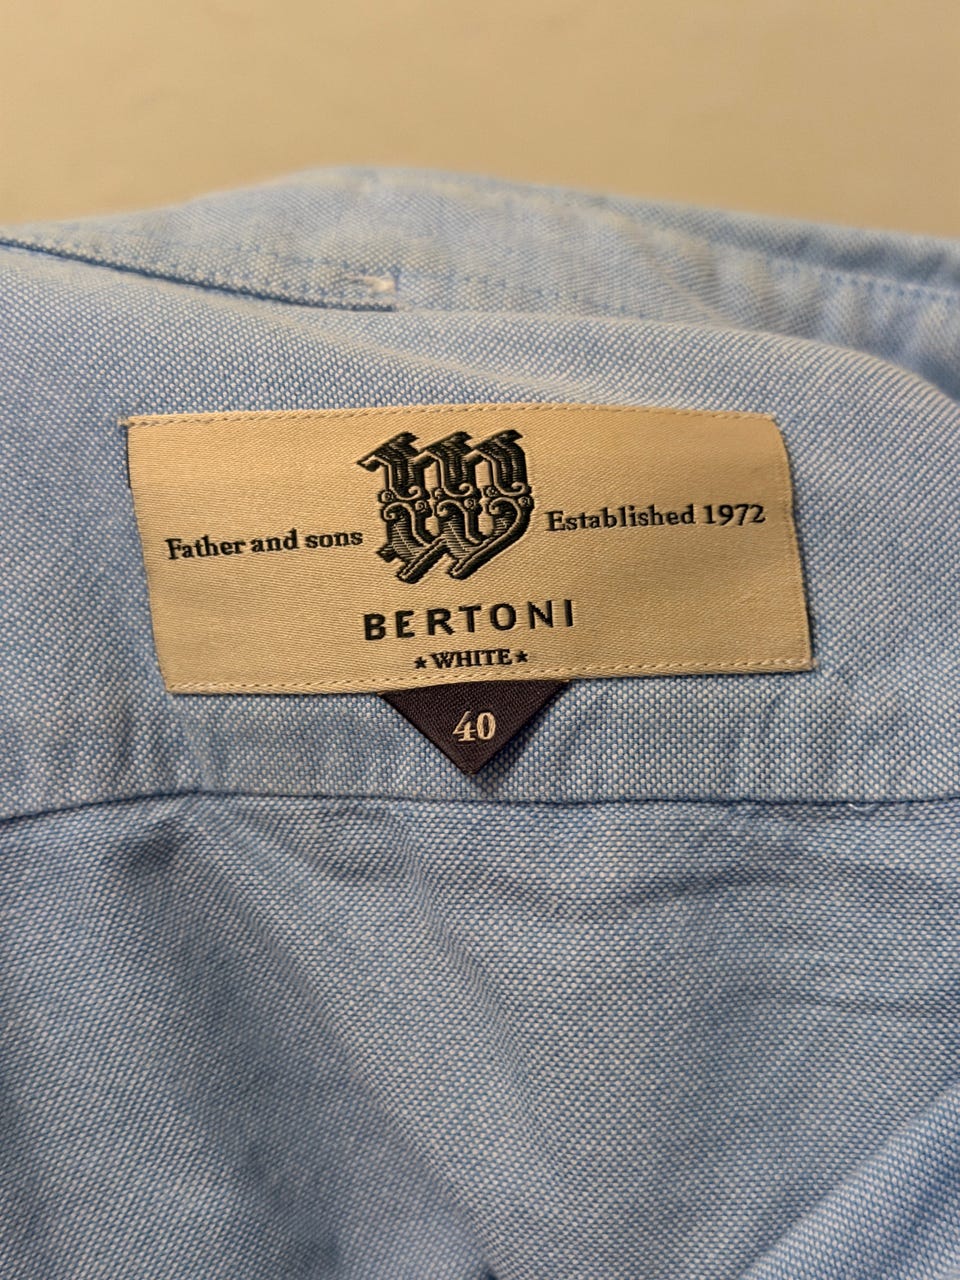 Father and sons
W
Established 1972
BERTONI
★ WHITE ★
40